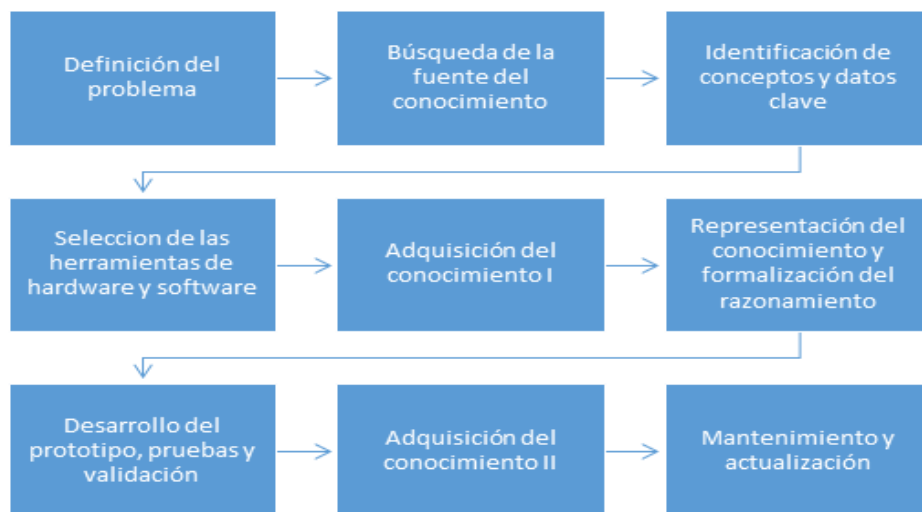 Definición del
problema
Búsqueda de la
fuente del
conocimiento
Identificación de
conceptos y datos
clave
Seleccion de las
herramientas de
hardware y software
Adquisición del
conocimiento I
Representación del
conocimiento y
formalización del
razonamiento
Desarrollo del
prototipo, pruebas y
validación
Adquisición del
conocimiento II
Mantenimiento y
actualización